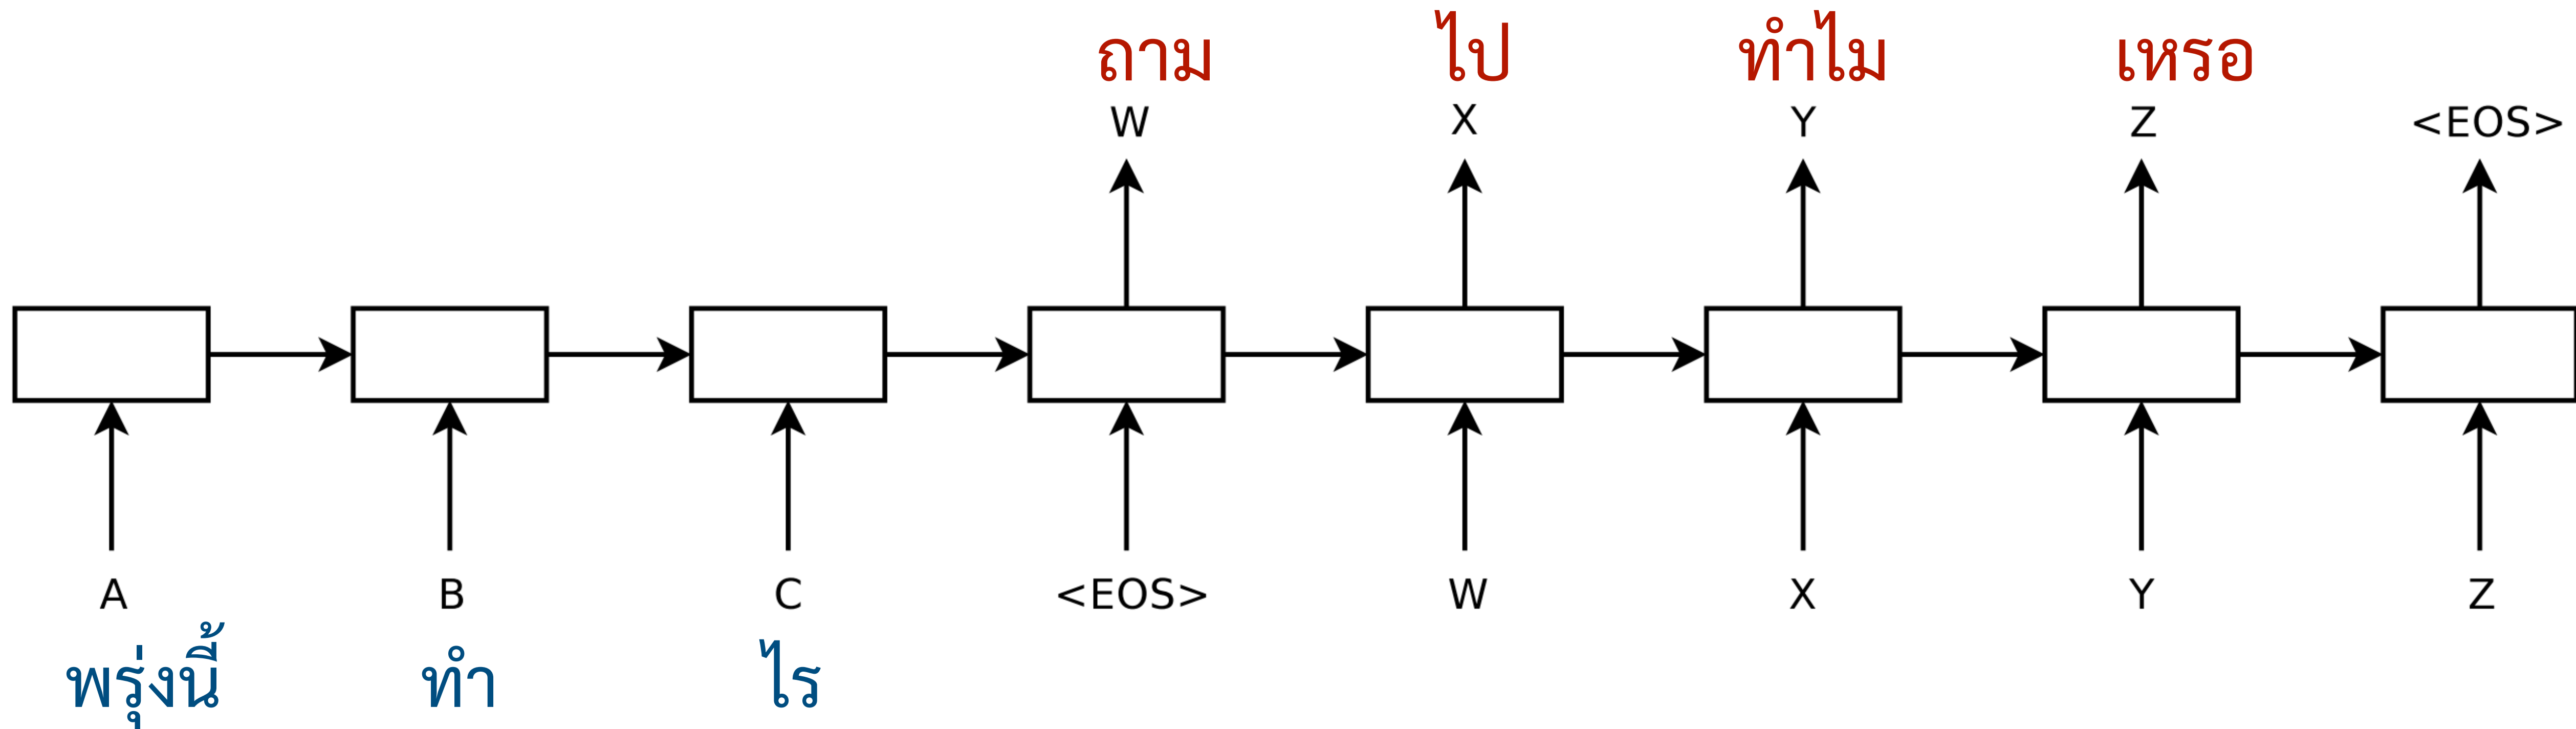 ถาม ไป ทำไม เหรอ
W X Y Z <EOS>
A B C <EOS> W X Y Z
พรุ่งนี้ ทำ ไร